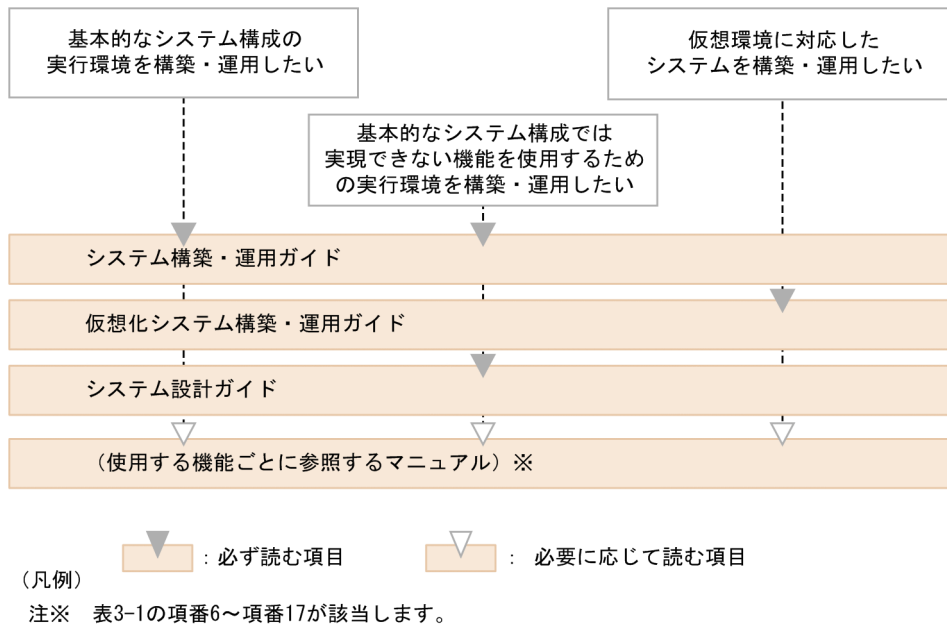 基本的なシステム構成の
実行環境を構築・運用したい
仮想環境に対応した
システムを構築・運用したい
基本的なシステム構成では
実現できない機能を使用するため
の実行環境を構築・運用したい
システム構築・運用ガイド
仮想化システム構築・運用ガイド
システム設計ガイド
(使用する機能ごとに参照するマニュアル)※
:必ず読む項目
: 必要に応じて読む項目
(凡例)
注※ 表3-1の項番6~項番17が該当します。